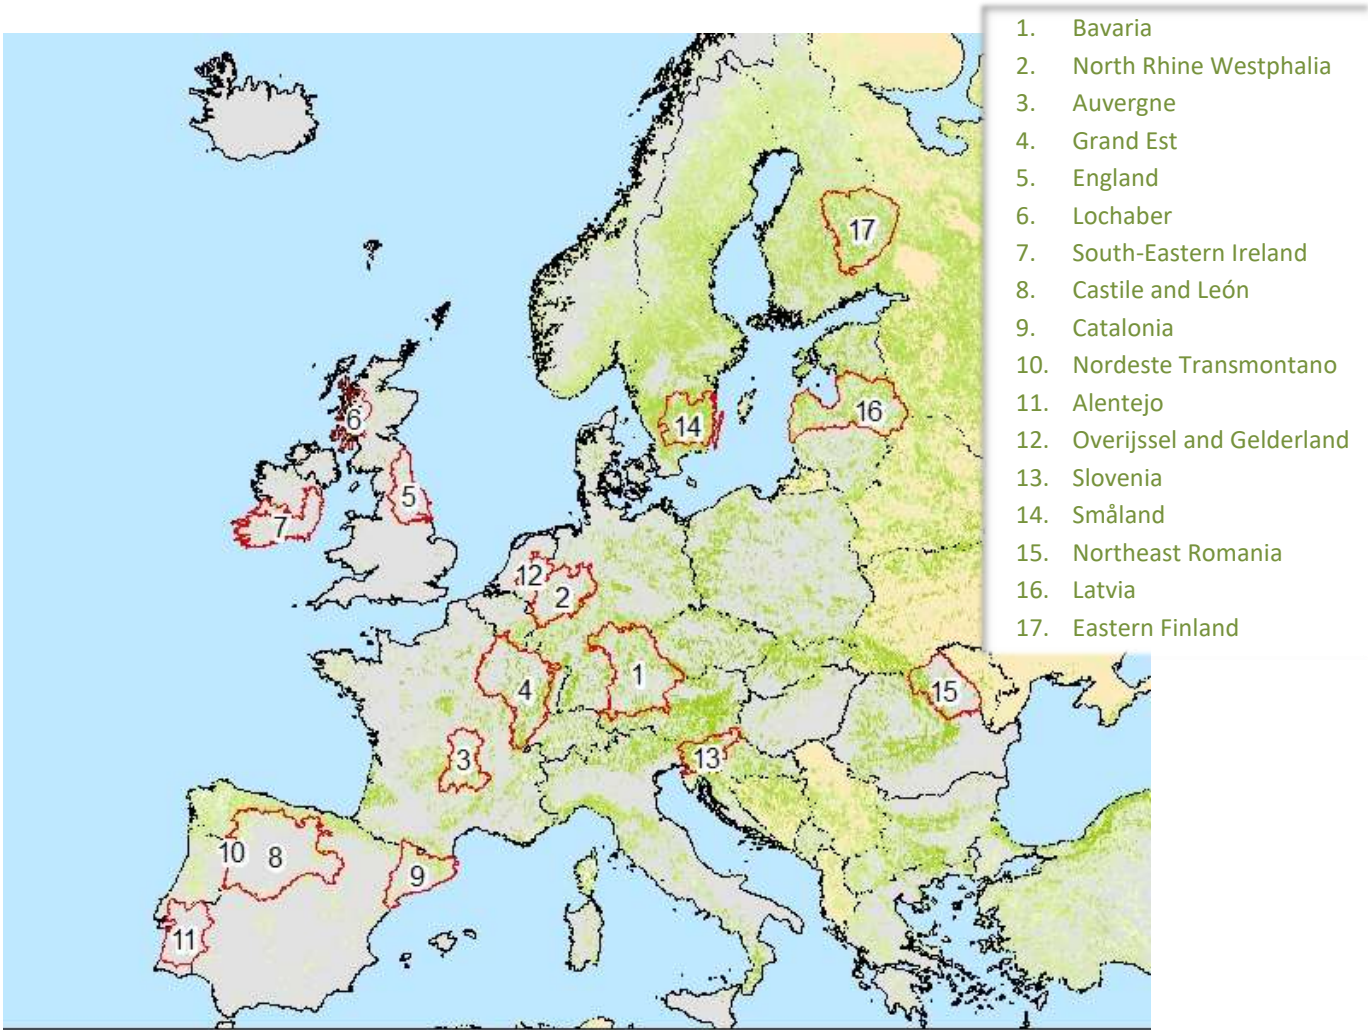 1. Bavaria
2. North Rhine Westphalia
3. Auvergne
4. Grand Est
5. England
6. Lochaber
7. South-Eastern Ireland
8. Castile and León
9. Catalonia
10. Nordeste Transmontano
11. Alentejo
12. Overijssel and Gelderland
13. Slovenia
14. Småland
15. Northeast Romania
16. Latvia
17. Eastern Finland
17
6
14
16
5
7
12
2
1
4
15
3
13
10
8
9
11